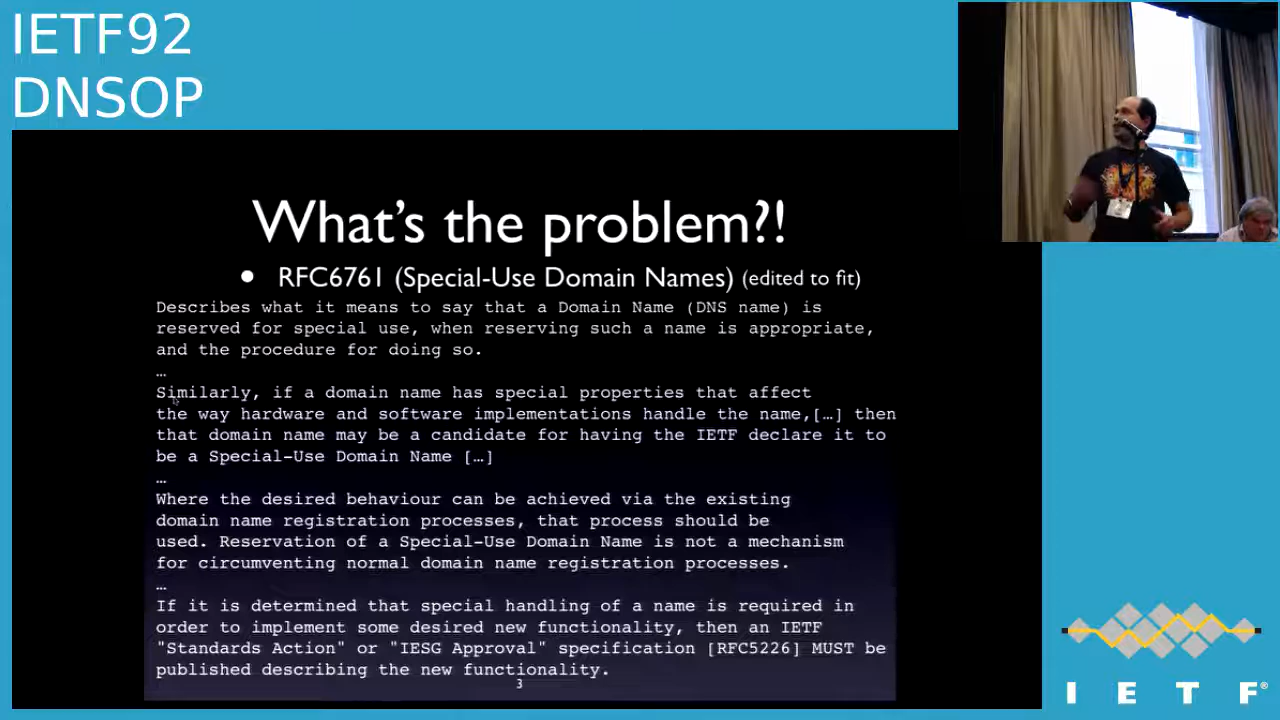 IETF92
DNSOP
What's the problem?!
• RFC6761 (Special-Use Domain Names) (edited to fit)
Describes what it means to say that a Domain Name (DNS name) is
reserved for special use, when reserving such a name is appropriate,
and the procedure for doing so.
…
Similarly, if a domain name has special properties that affect
the way hardware and software implementations handle the name,[…] then
that domain name may be a candidate for having the IETF declare it to
be a Special-Use Domain Name […]
…
Where the desired behaviour can be achieved via the existing
domain name registration processes, that process should be
used. Reservation of a Special-Use Domain Name is not a mechanism
for circumventing normal domain name registration processes.
…
If it is determined that special handling of a name is required in
order to implement some desired new functionality, then an IETF
"Standards Action" or "IESG Approval" specification [RFC5226] MUST be
published describing the new functionality.
3
I E T F®